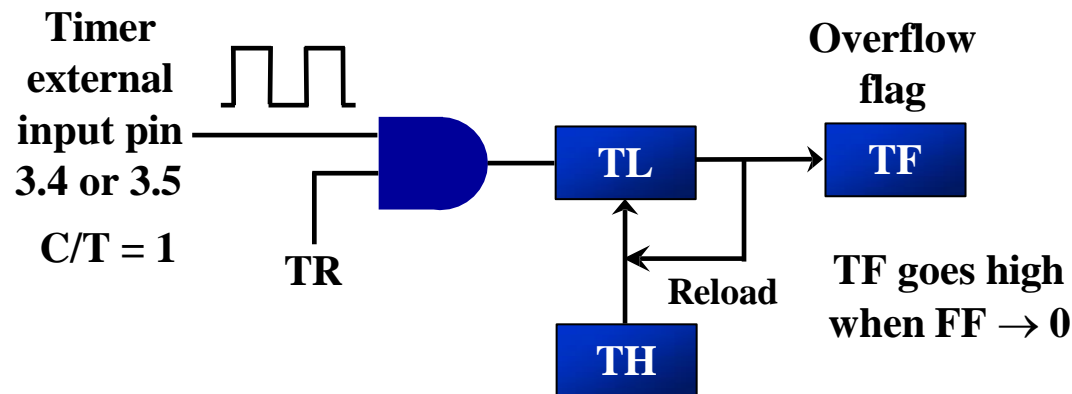 Timer
external
input pin
3.4 or 3.5
C/T = 1
TR
TL
Overflow
flag
TF
Reload
TH
TF goes high
when FF → 0